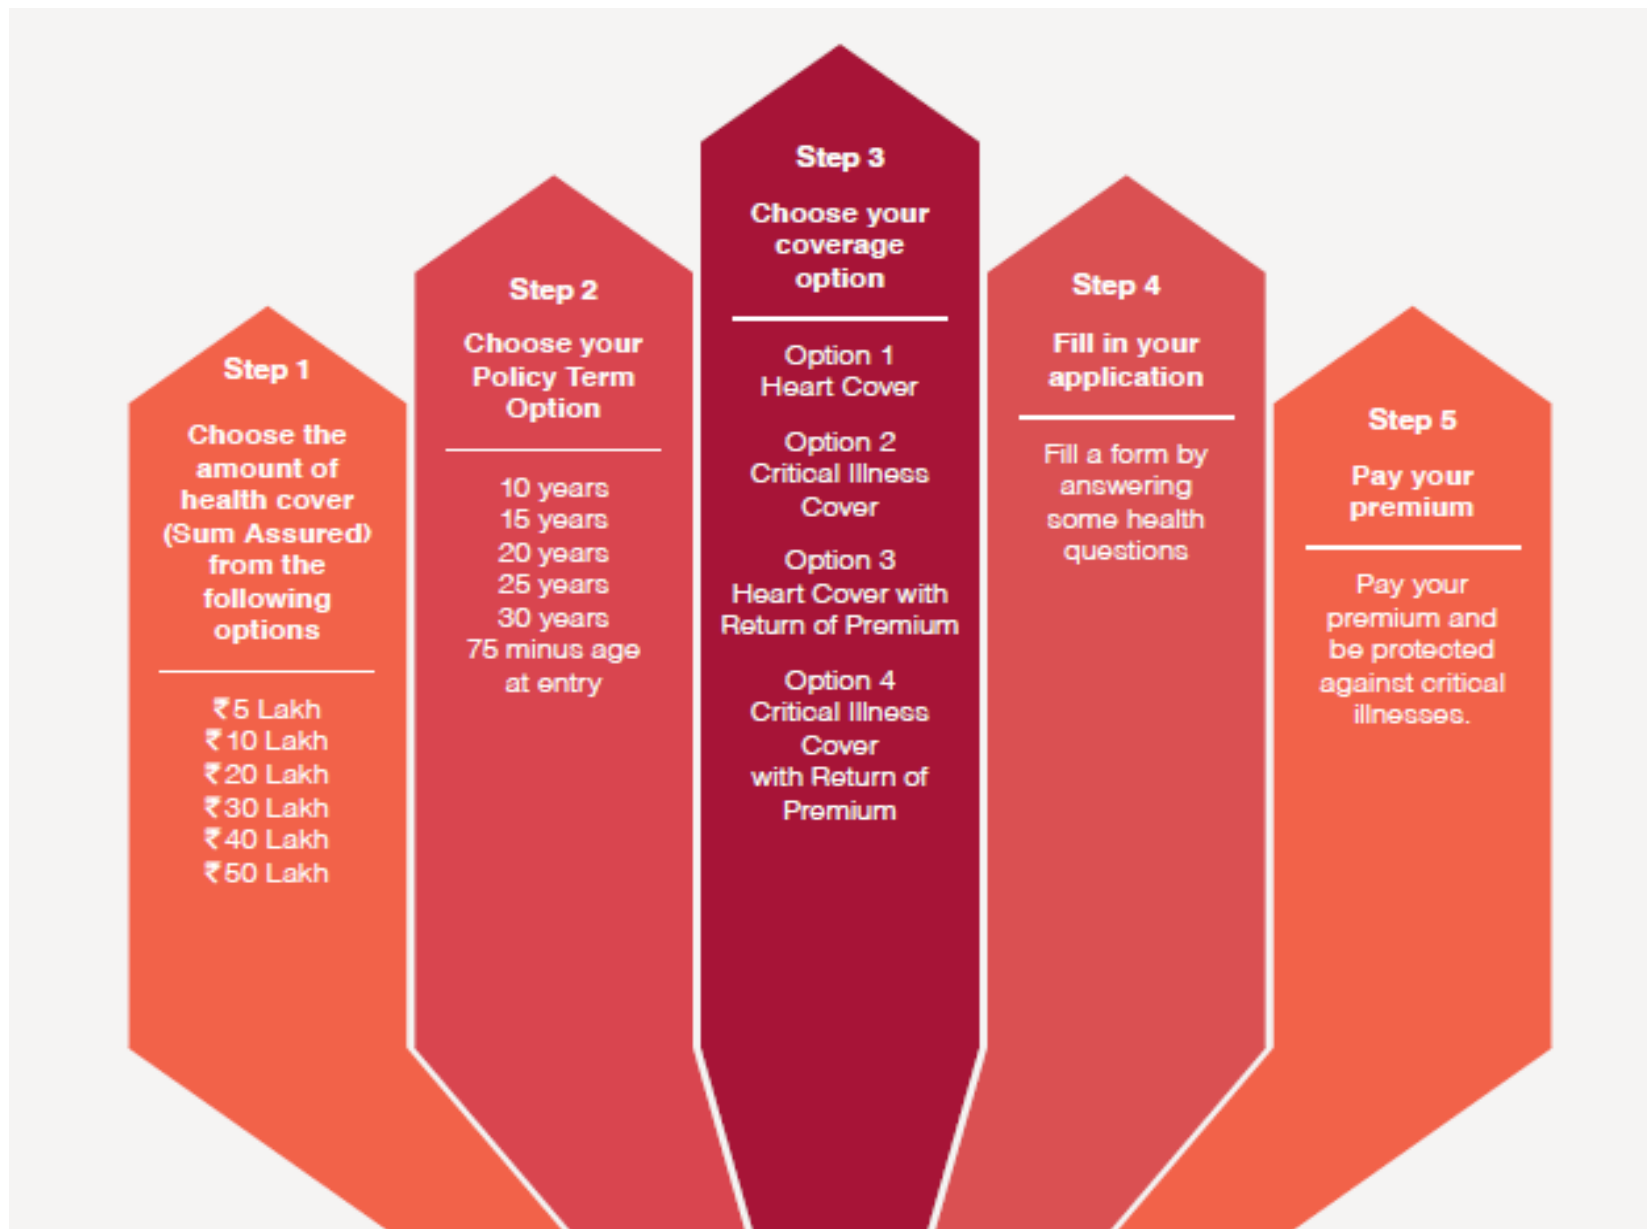 Step 1
Choose the
amount of
health cover
(Sum Assured)
from the
following
options
₹5 Lakh
₹10 Lakh
₹20 Lakh
₹30 Lakh
₹40 Lakh
₹50 Lakh
Step 2
Choose your
Policy Term
Option
10 years
15 years
20 years
25 years
30 years
75 minus age
at entry
Step 3
Choose your
coverage
option
Option 1
Heart Cover
Option 2
Critical Illness
Cover
Option 3
Heart Cover with
Return of Premium
Option 4
Critical Illness
Cover
with Return of
Premium
Step 4
Fill in your
application
Fill a form by
answering
some health
questions
Step 5
Pay your
premium
Pay your
premium and
be protected
against critical
illnesses.